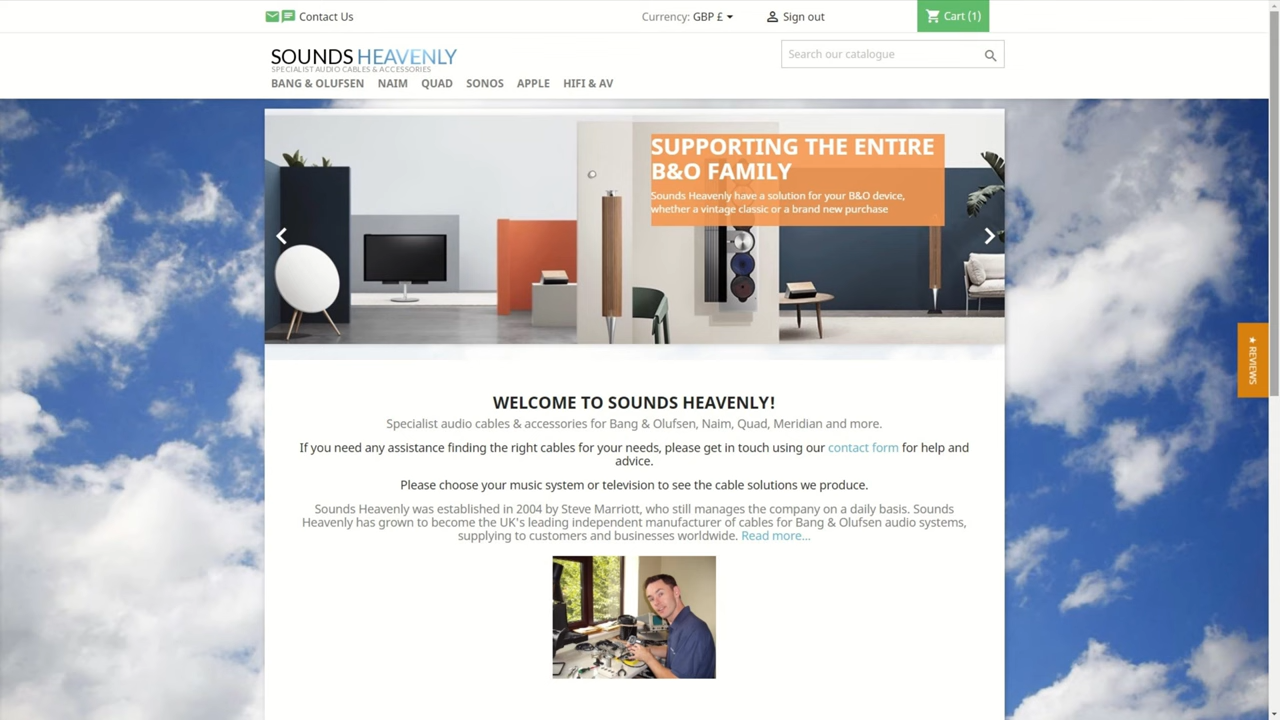 Contact Us
Currency: GBP £
Sign out
Cart (1)
SOUNDS HEAVENLY
SPECIALIST AUDIO CABLES & ACCESSORIES
Search our catalogue
BANG & OLUFSEN NAIM QUAD SONOS APPLE HIFI & AV
SUPPORTING THE ENTIRE
B&O FAMILY
Sounds Heavenly have a solution for your B&O device,
whether a vintage classic or a brand new purchase
★ REVIEWS
WELCOME TO SOUNDS HEAVENLY!
Specialist audio cables & accessories for Bang & Olufsen, Naim, Quad, Meridian and more.
If you need any assistance finding the right cables for your needs, please get in touch using our contact form for help and
advice.
Please choose your music system or television to see the cable solutions we produce.
Sounds Heavenly was established in 2004 by Steve Marriott, who still manages the company on a daily basis. Sounds
Heavenly has grown to become the UK's leading independent manufacturer of cables for Bang & Olufsen audio systems,
supplying to customers and businesses worldwide. Read more...